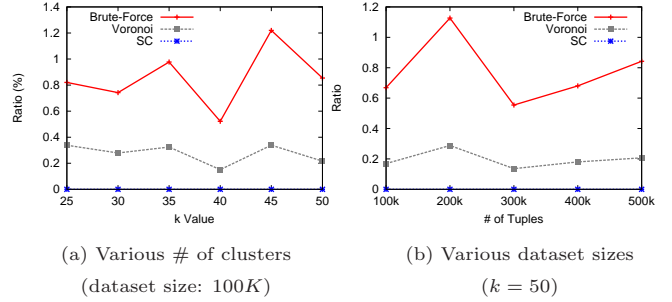 Brute-Force
Voronoi
SC
Ratio (%)
1.4
1.2
1
0.8
0.6
0.4
0.2
0
25 30 35 40 45 50
k Value
(a) Various # of clusters
(dataset size: 100K)
Brute-Force
Voronoi
SC
Ratio
1.2
1
0.8
0.6
0.4
0.2
0
100k 200k 300k 400k 500k
# of Tuples
(b) Various dataset sizes
(k = 50)